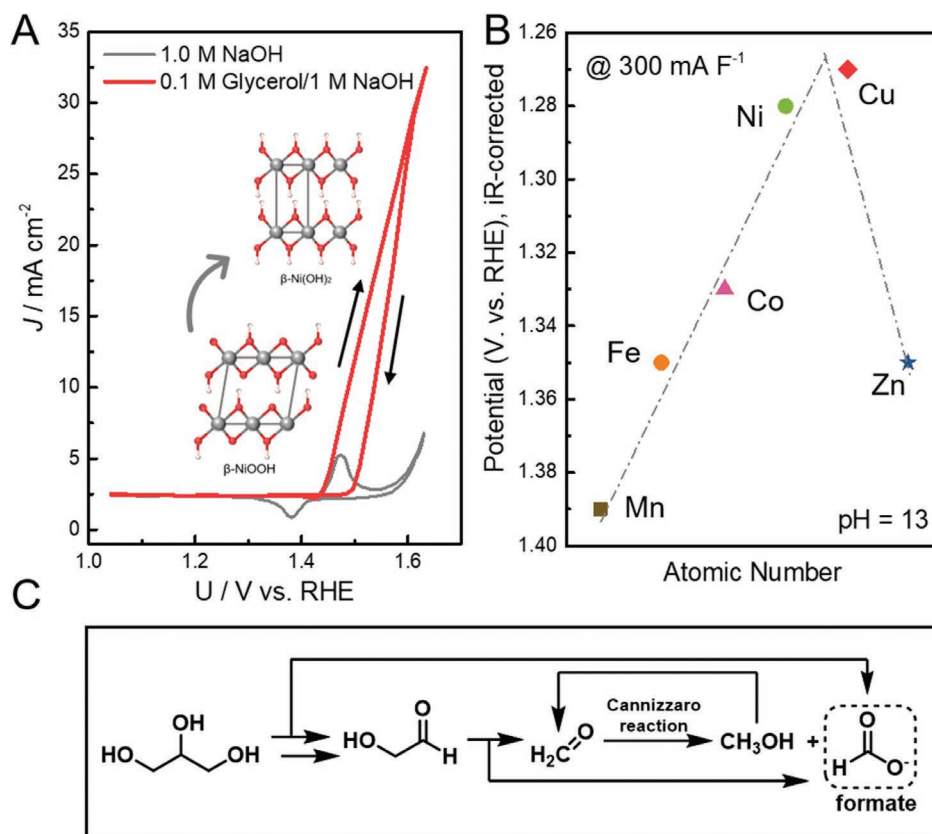 A
35
30
25
20
15
10
5
0
J / mA cm⁻²
1.0 M NaOH
0.1 M Glycerol/1 M NaOH
β-Ni(OH)₂
β-NiOOH
1.0
1.2
1.4
1.6
U / V vs. RHE
B
1.26
1.28
1.30
1.32
1.34
1.36
1.38
1.40
Potential (V. vs. RHE), iR-corrected
@ 300 mA F⁻¹
Ni
Cu
Co
Fe
Zn
Mn
pH = 13
Atomic Number
C
OH
HO
OH
O
HO
H
H₂C
O
Cannizzaro
reaction
CH₃OH
+
O
H
O⁻
formate